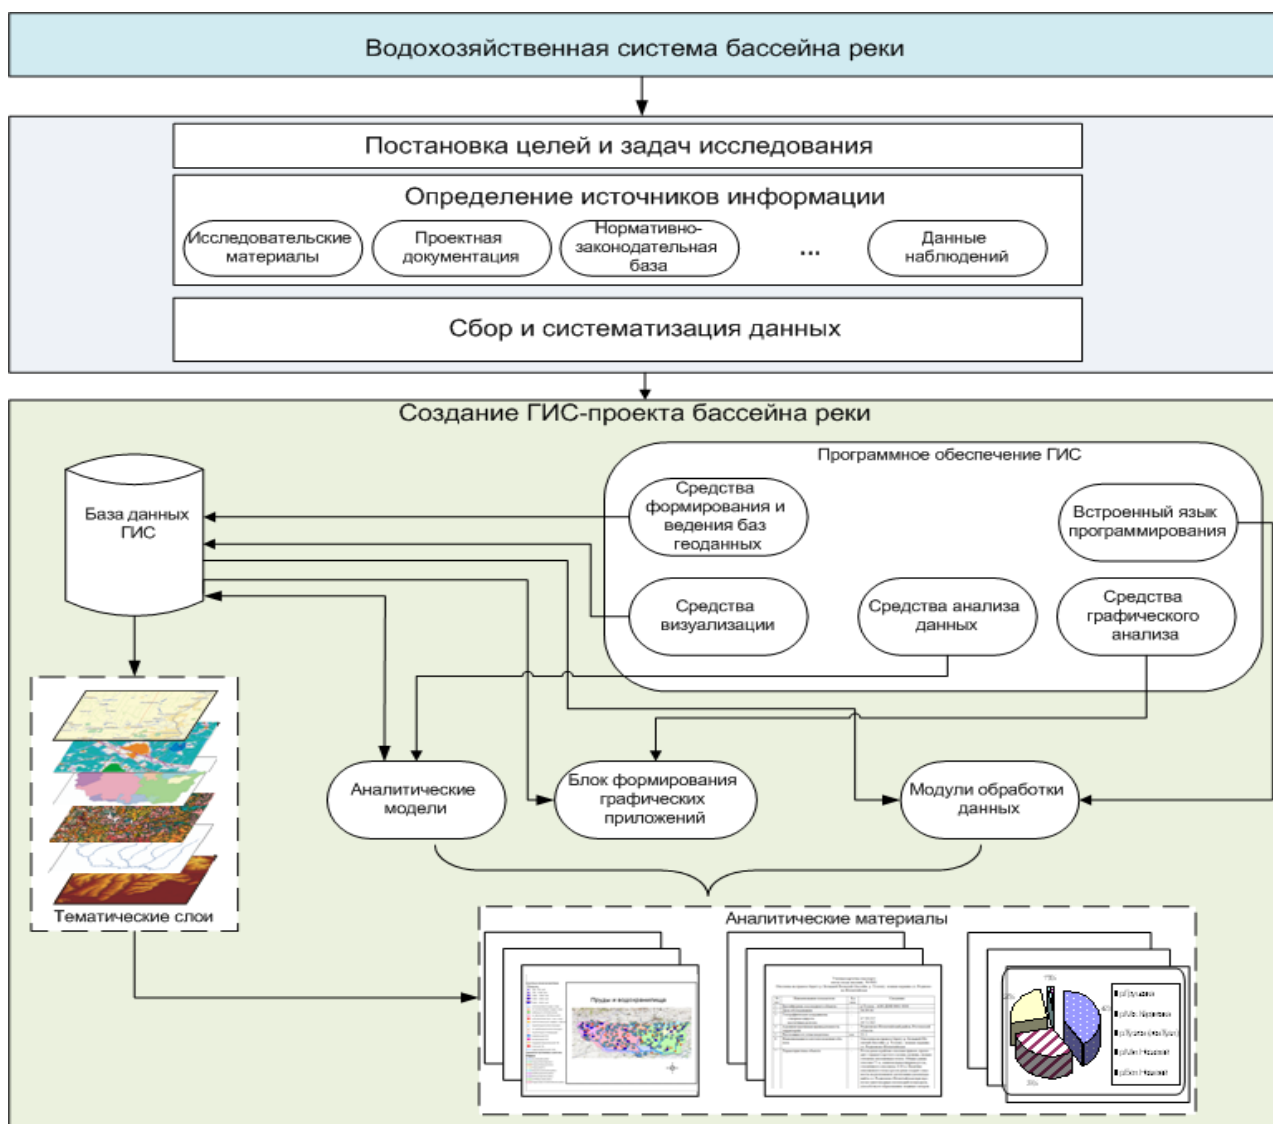 Водохозяйственная система бассейна реки
Постановка целей и задач исследования
Определение источников информации
Исследовательские
материалы
Проектная
документация
Нормативно-
законодательная
база
...
Данные
наблюдений
Сбор и систематизация данных
Создание ГИС-проекта бассейна реки
База данных
ГИС
Программное обеспечение ГИС
Средства
формирования и
ведения баз
геоданных
Встроенный язык
программирования
Средства
визуализации
Средства анализа
данных
Средства
графического
анализа
Аналитические
модели
Блок формирования
графических
приложений
Модули обработки
данных
Тематические слои
Аналитические материалы
Пруды и водохранилища